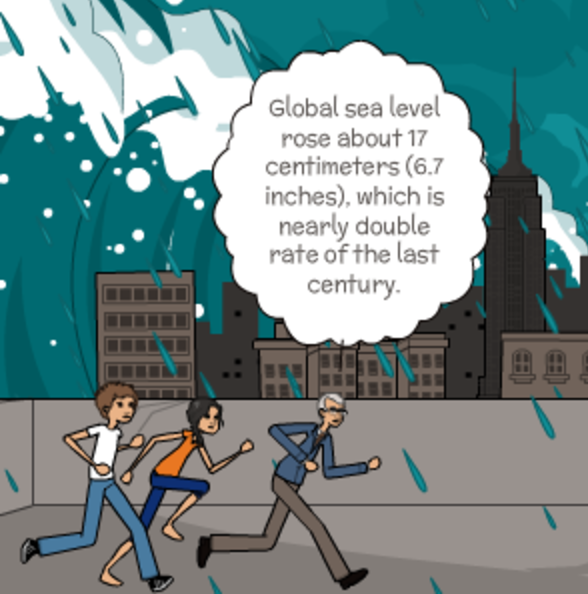 Global sea level
rose about 17
centimeters (6.7
inches), which is
nearly double
rate of the last
century.